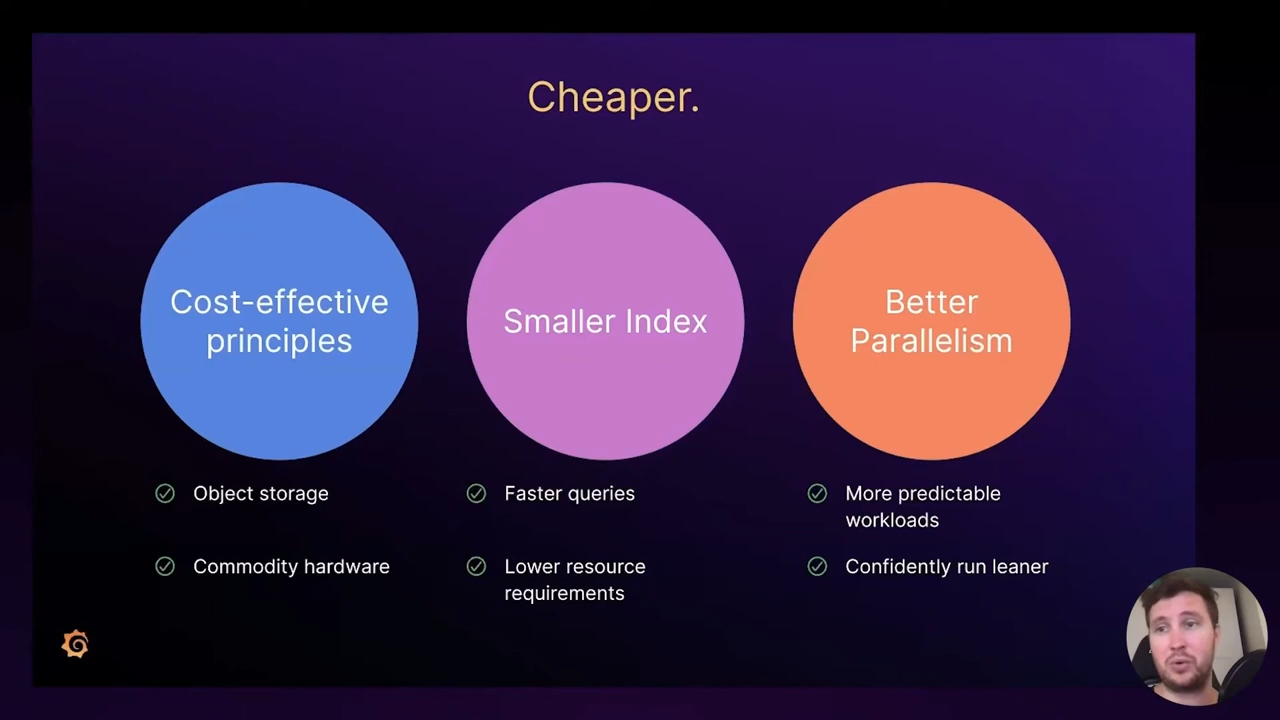 Cheaper.
Cost-effective
principles
Smaller Index
Better
Parallelism
Object storage
Commodity hardware
Faster queries
Lower resource
requirements
More predictable
workloads
Confidently run leaner